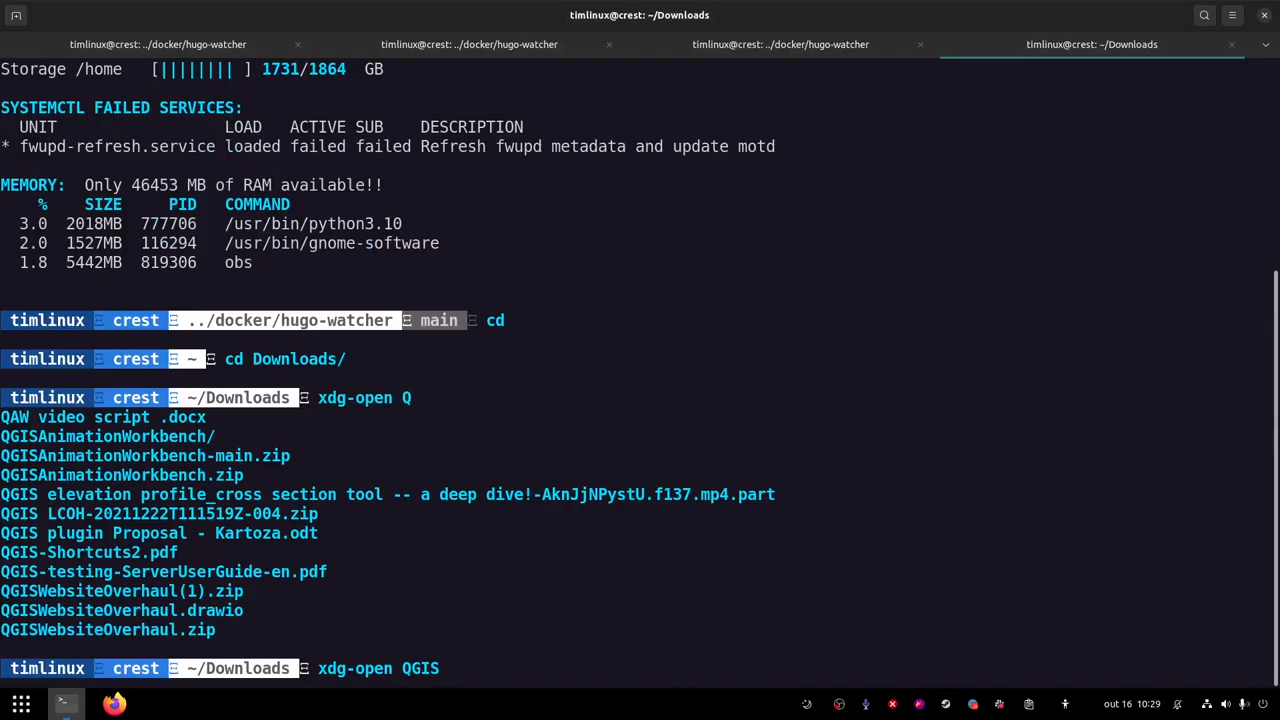 timlinux@crest: ~/Downloads
timlinux@crest: ../docker/hugo-watcher
timlinux@crest: ../docker/hugo-watcher
timlinux@crest: ../docker/hugo-watcher
timlinux@crest: ~/Downloads
Storage /home [|||||||| ] 1731/1864 GB
SYSTEMCTL FAILED SERVICES:
UNIT LOAD ACTIVE SUB DESCRIPTION
* fwupd-refresh.service loaded failed failed Refresh fwupd metadata and update motd
MEMORY: Only 46453 MB of RAM available!!
% SIZE PID COMMAND
3.0 2018MB 777706 /usr/bin/python3.10
2.0 1527MB 116294 /usr/bin/gnome-software
1.8 5442MB 819306 obs
timlinux crest ../docker/hugo-watcher main cd
timlinux crest ~ cd Downloads/
timlinux crest ~/Downloads xdg-open Q
QAW video script .docx
QGISAnimationWorkbench/
QGISAnimationWorkbench-main.zip
QGISAnimationWorkbench.zip
QGIS elevation profile_cross section tool -- a deep dive!-AknJjNPystU.f137.mp4.part
QGIS LCOH-20211222T111519Z-004.zip
QGIS plugin Proposal - Kartoza.odt
QGIS-Shortcuts2.pdf
QGIS-testing-ServerUserGuide-en.pdf
QGISWebsiteOverhaul(1).zip
QGISWebsiteOverhaul.drawio
QGISWebsiteOverhaul.zip
timlinux crest ~/Downloads xdg-open QGIS
out 16 10:29